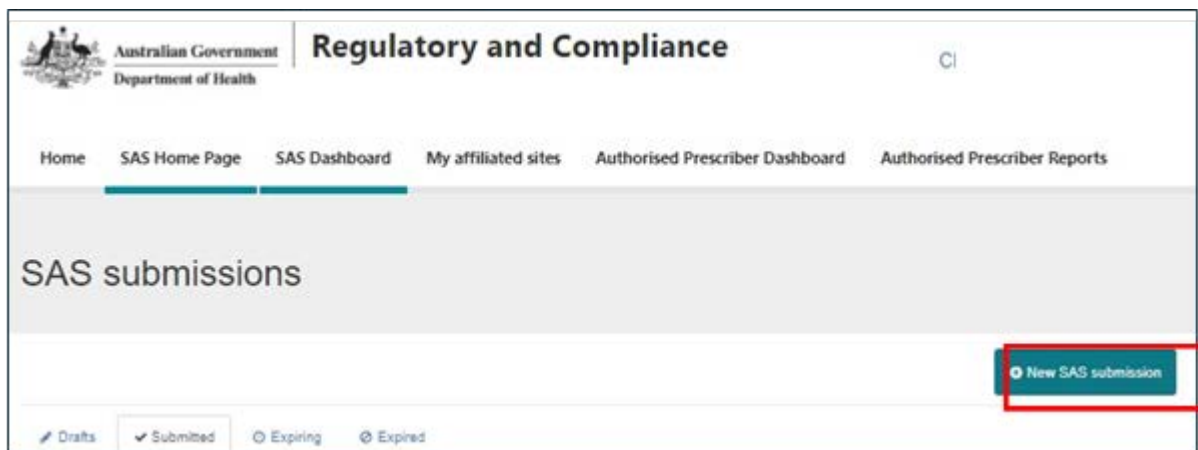 Australian Government
Department of Health
Regulatory and Compliance
Cl
Home SAS Home Page SAS Dashboard My affiliated sites Authorised Prescriber Dashboard Authorised Prescriber Reports
SAS submissions
New SAS submission
Drafts Submitted Expiring Expired